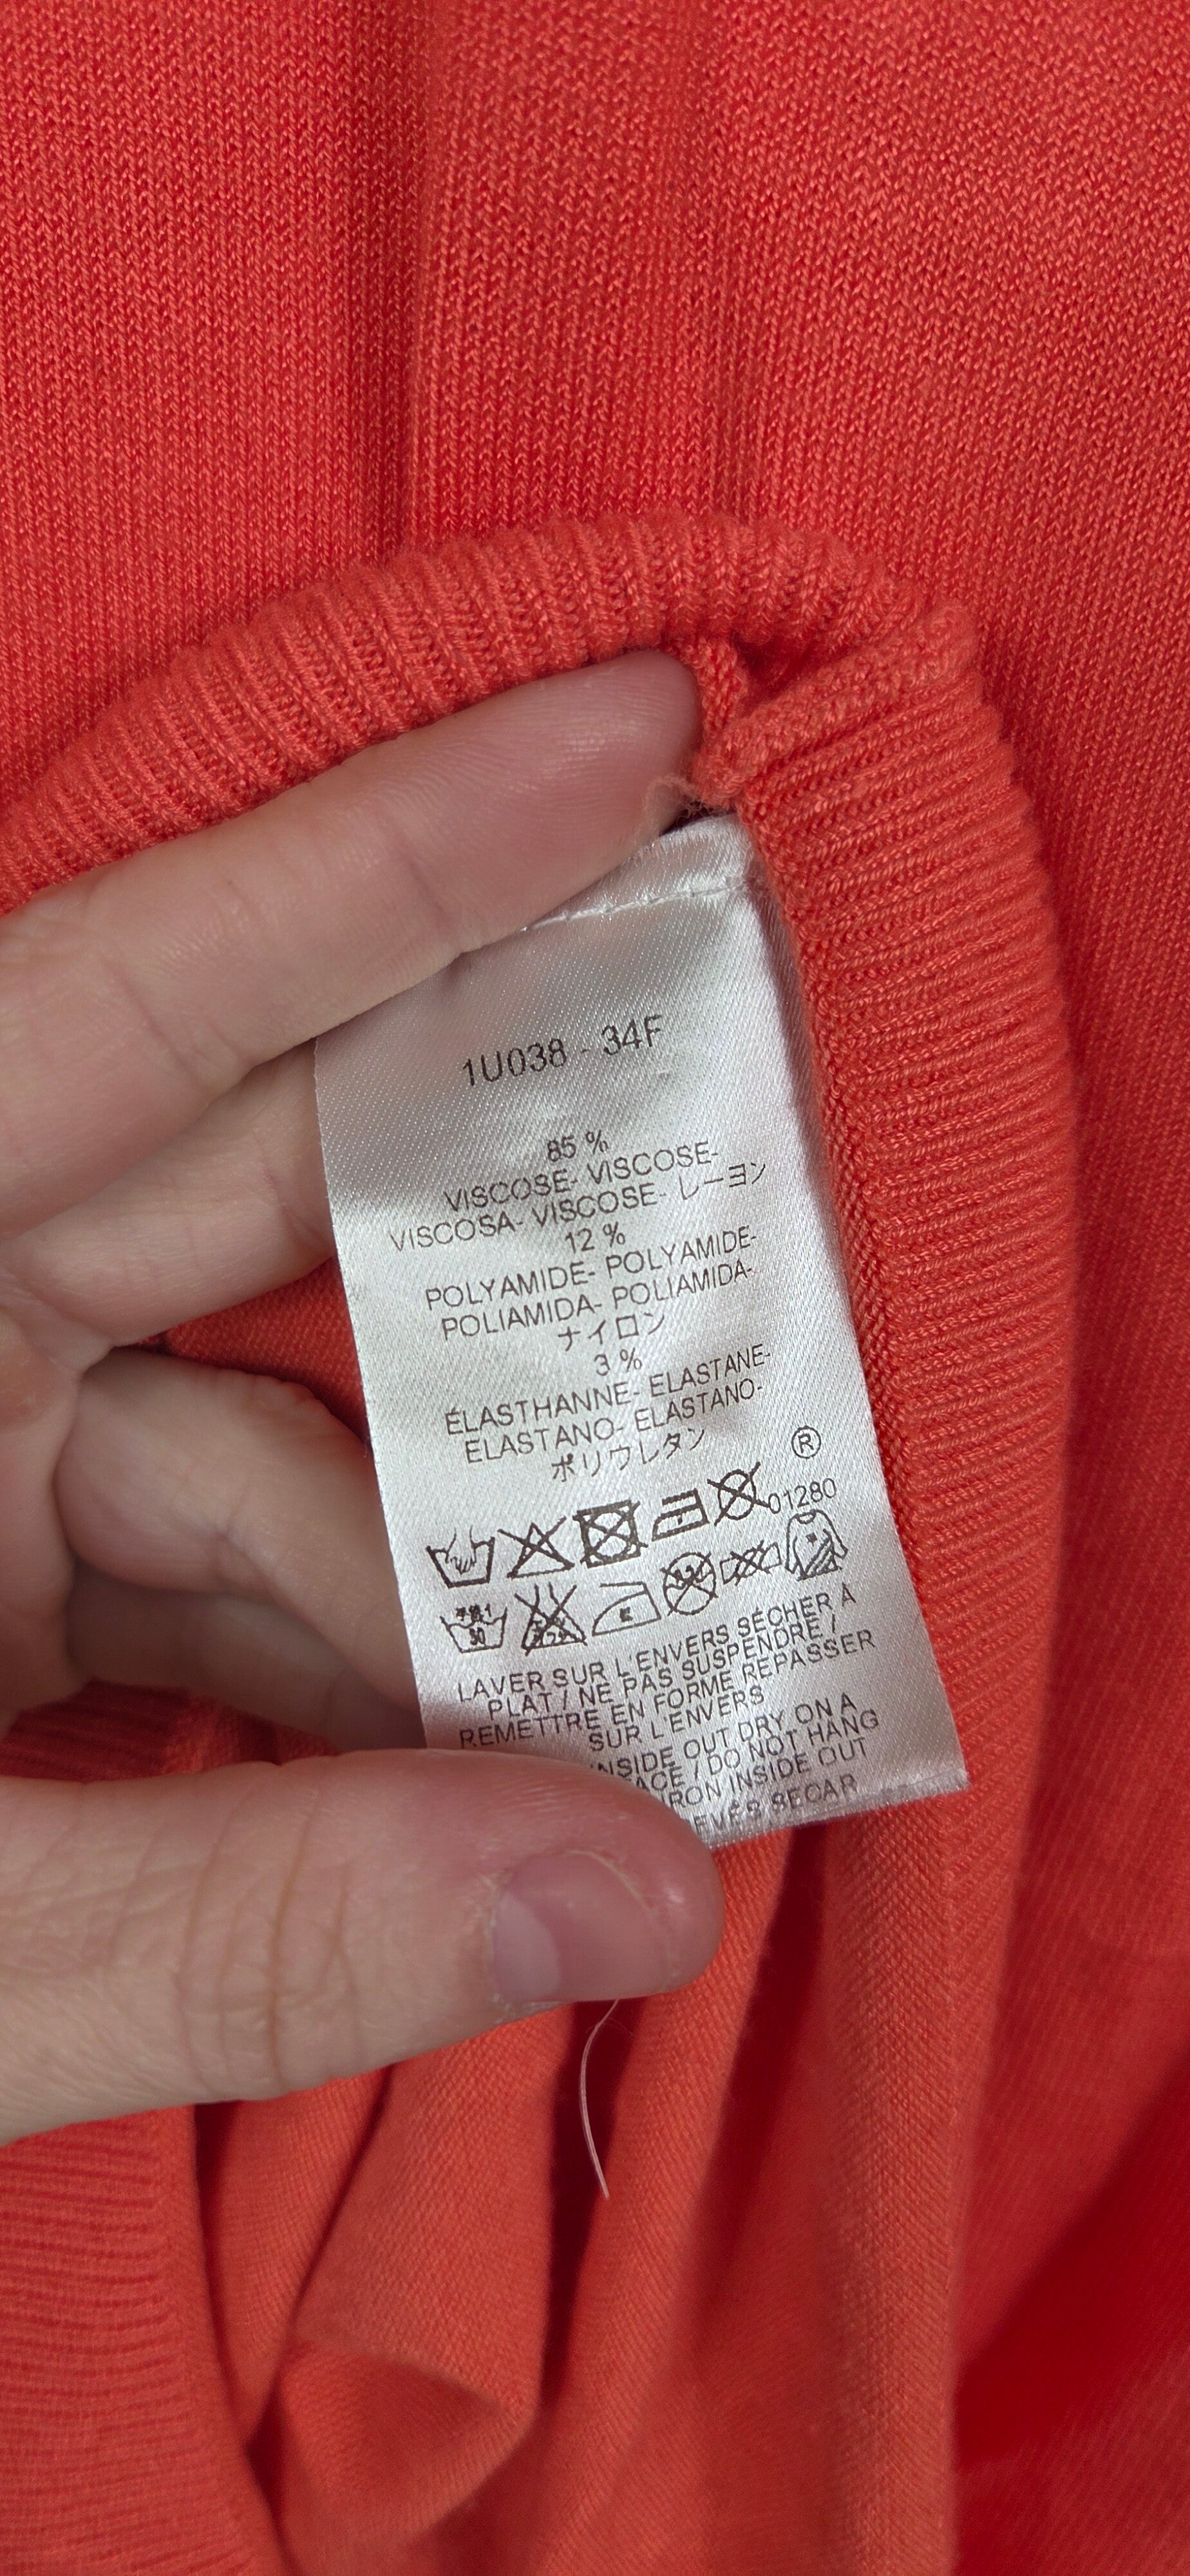 1U038 - 34F
85 %
VISCOSE- VISCOSE-
VISCOSA- VISCOSE- レーヨン
12 %
POLYAMIDE- POLYAMIDE-
POLIAMIDA- POLIAMIDA-
ナイロン
3 %
ÉLASTHANNE- ELASTANE-
ELASTANO- ELASTANO-
ポリウレタン
®
01280
30
LAVER SUR L'ENVERS SÉCHER À
PLAT / NE PAS SUSPENDRE /
REMETTRE EN FORME REPASSER
SUR L'ENVERS
INSIDE OUT DRY ON A
/ DO NOT HANG
IRON INSIDE OUT
SECAR